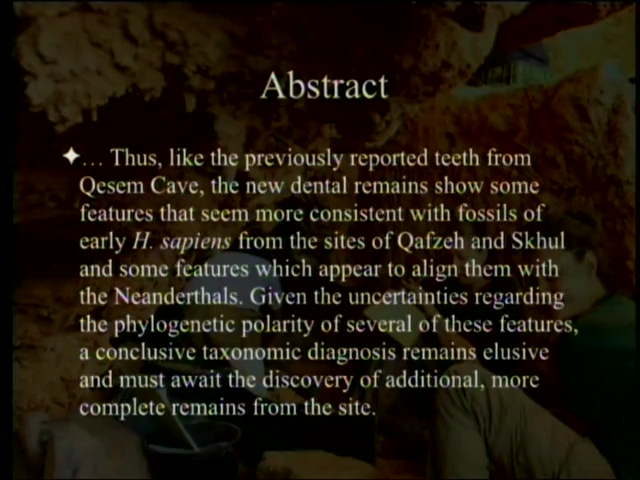 Abstract
… Thus, like the previously reported teeth from
Qesem Cave, the new dental remains show some
features that seem more consistent with fossils of
early H. sapiens from the sites of Qafzeh and Skhul
and some features which appear to align them with
the Neanderthals. Given the uncertainties regarding
the phylogenetic polarity of several of these features,
a conclusive taxonomic diagnosis remains elusive
and must await the discovery of additional, more
complete remains from the site.